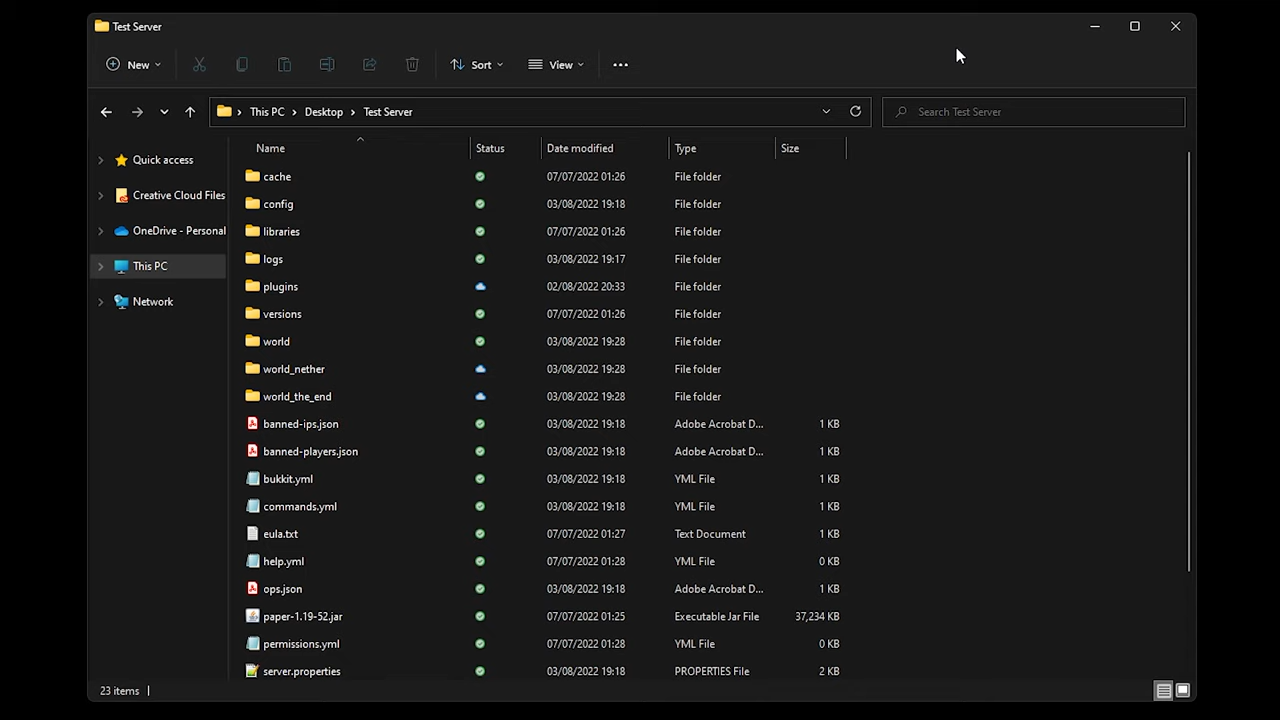 Test Server
New Sort View
This PC Desktop Test Server Search Test Server
Name Status Date modified Type Size
Quick access
Creative Cloud Files
OneDrive - Personal
This PC
Network
cache 07/07/2022 01:26 File folder
config 03/08/2022 19:18 File folder
libraries 07/07/2022 01:26 File folder
logs 03/08/2022 19:17 File folder
plugins 02/08/2022 20:33 File folder
versions 07/07/2022 01:26 File folder
world 03/08/2022 19:28 File folder
world_nether 03/08/2022 19:28 File folder
world_the_end 03/08/2022 19:28 File folder
banned-ips.json 03/08/2022 19:18 Adobe Acrobat D... 1 KB
banned-players.json 03/08/2022 19:18 Adobe Acrobat D... 1 KB
bukkit.yml 03/08/2022 19:18 YML File 1 KB
commands.yml 03/08/2022 19:18 YML File 1 KB
eula.txt 07/07/2022 01:27 Text Document 1 KB
help.yml 07/07/2022 01:28 YML File 0 KB
ops.json 03/08/2022 19:18 Adobe Acrobat D... 1 KB
paper-1.19-52.jar 07/07/2022 01:25 Executable Jar File 37,234 KB
permissions.yml 07/07/2022 01:28 YML File 0 KB
server.properties 03/08/2022 19:18 PROPERTIES File 2 KB
23 items